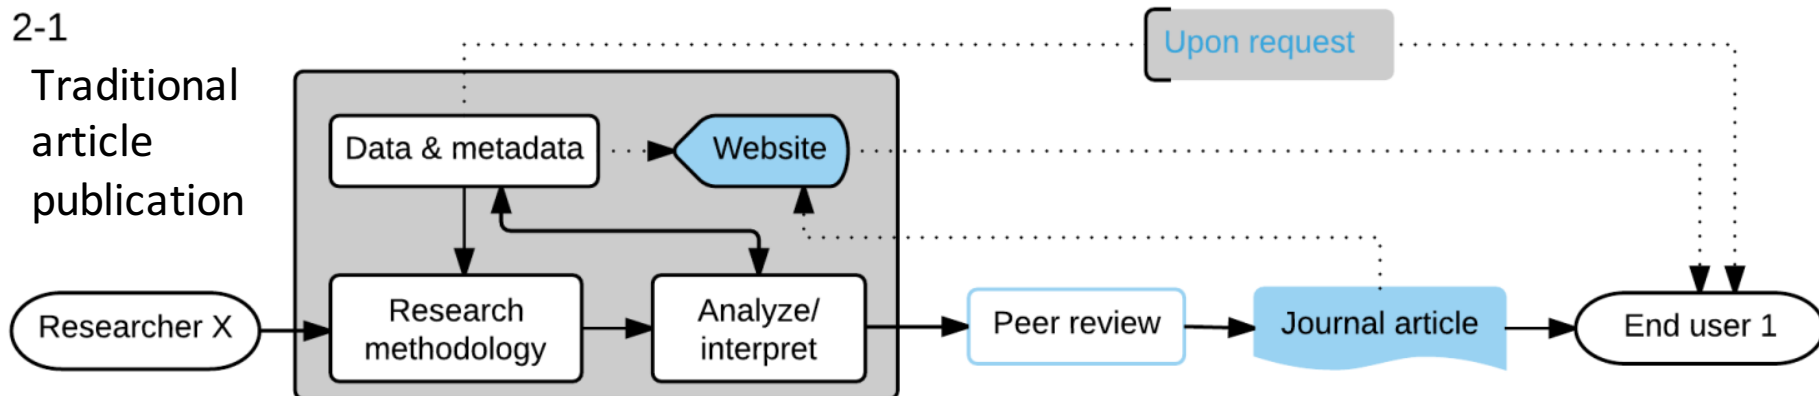 2-1
Traditional
article
publication
Upon request
Data & metadata
Website
Researcher X
Research
methodology
Analyze/
interpret
Peer review
Journal article
End user 1